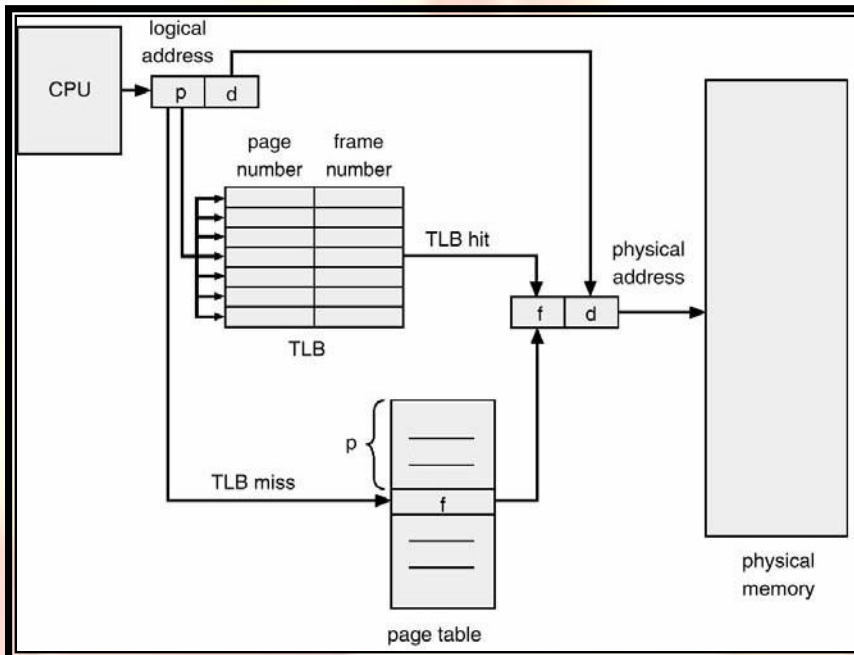 logical
address
CPU
p
d
page
number
frame
number
TLB hit
physical
address
f
d
TLB
p
TLB miss
f
page table
physical
memory